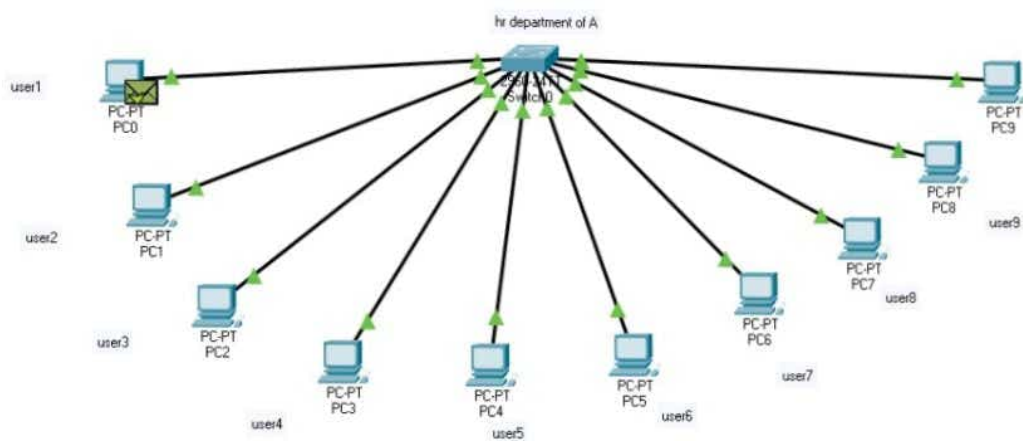 hr department of A
user1
PC-PT
PC0
Switch0
PC-PT
PC9
user2
PC-PT
PC1
PC-PT
PC8
user9
user3
PC-PT
PC2
PC-PT
PC7
user8
user4
PC-PT
PC3
user5
PC-PT
PC4
PC-PT
PC5
user6
PC-PT
PC6
user7